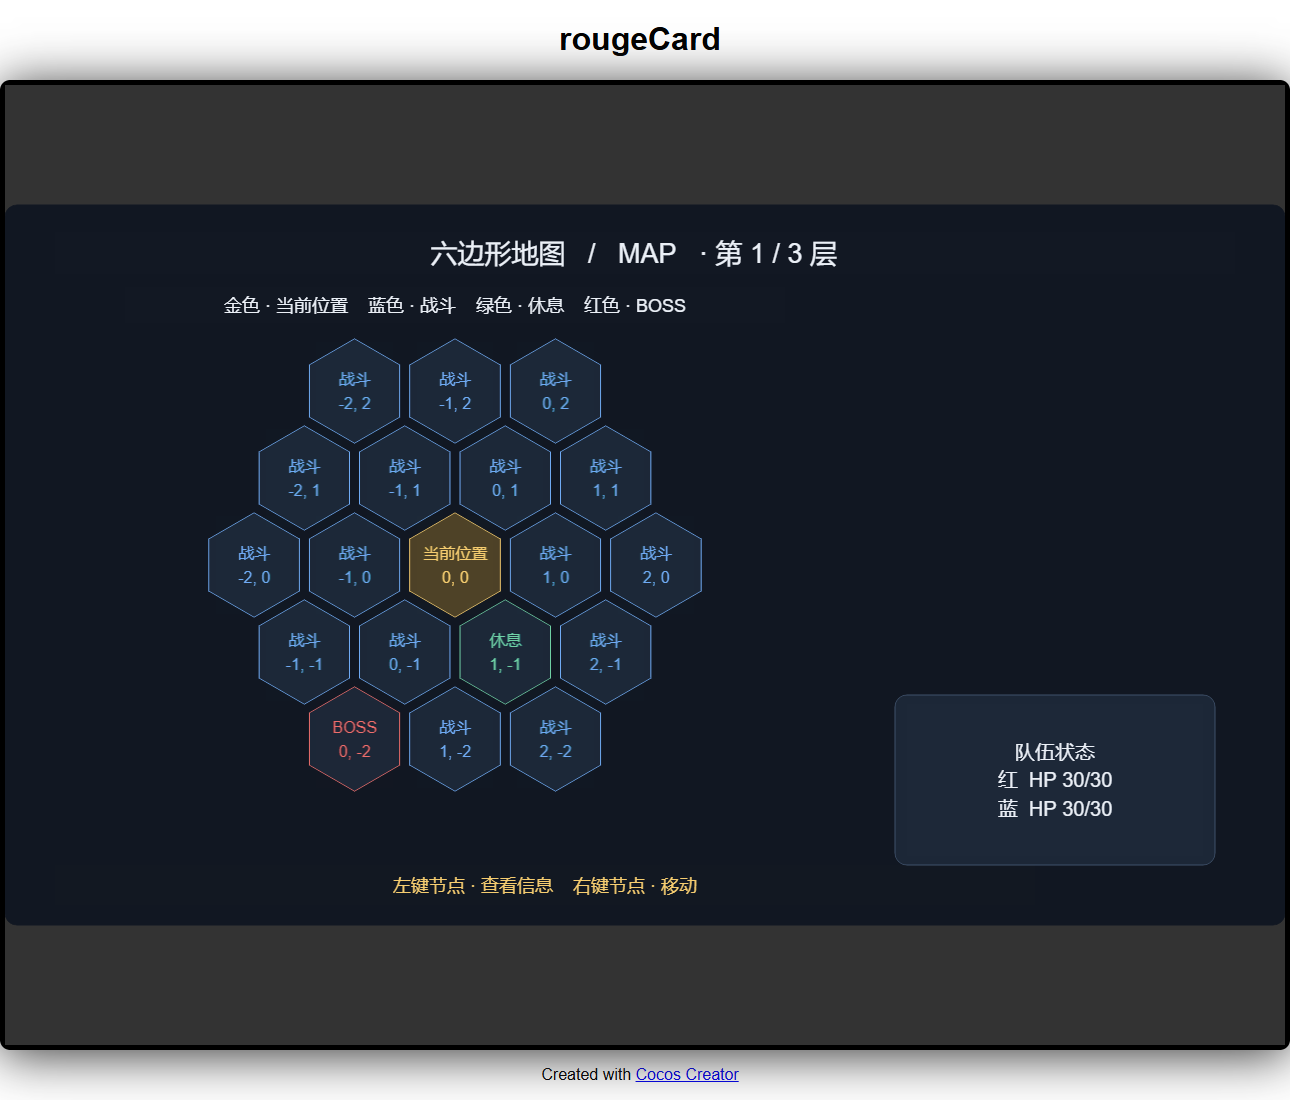 rougeCard
六边形地图 / MAP · 第 1 / 3 层
金色 · 当前位置 蓝色 · 战斗 绿色 · 休息 红色 · BOSS
战斗 战斗 战斗
-2, 2 -1, 2 0, 2
战斗 战斗 战斗 战斗
-2, 1 -1, 1 0, 1 1, 1
战斗 战斗 当前位置 战斗 战斗
-2, 0 -1, 0 0, 0 1, 0 2, 0
战斗 战斗 休息 战斗
-1, -1 0, -1 1, -1 2, -1
BOSS 战斗 战斗
0, -2 1, -2 2, -2
队伍状态
红 HP 30/30
蓝 HP 30/30
左键节点 · 查看信息 右键节点 · 移动
Created with Cocos Creator